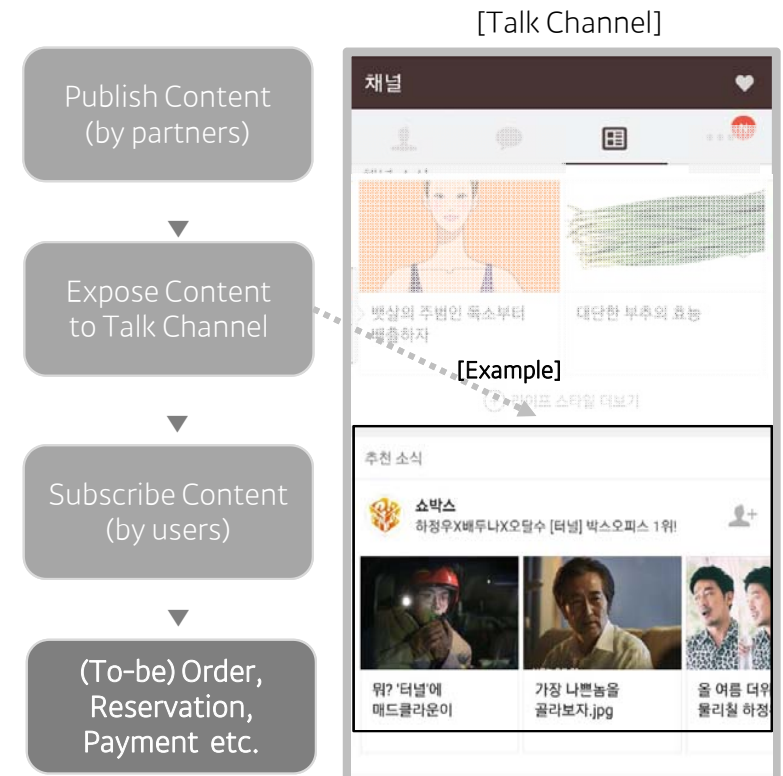 [Talk Channel]
Publish Content
(by partners)
Expose Content
to Talk Channel
Subscribe Content
(by users)
(To-be) Order,
Reservation,
Payment etc.
채널
햇살의 주범인 독소부터
배출하자
대단한 부추의 효능
[Example]
라이프 스타일 더보기
추천 소식
쇼박스
하정우X배두나X오달수 [터널] 박스오피스 1위!
뭐? '터널'에
매드클라운이
가장 나쁜놈을
골라보자.jpg
올 여름 더위
물리칠 하정